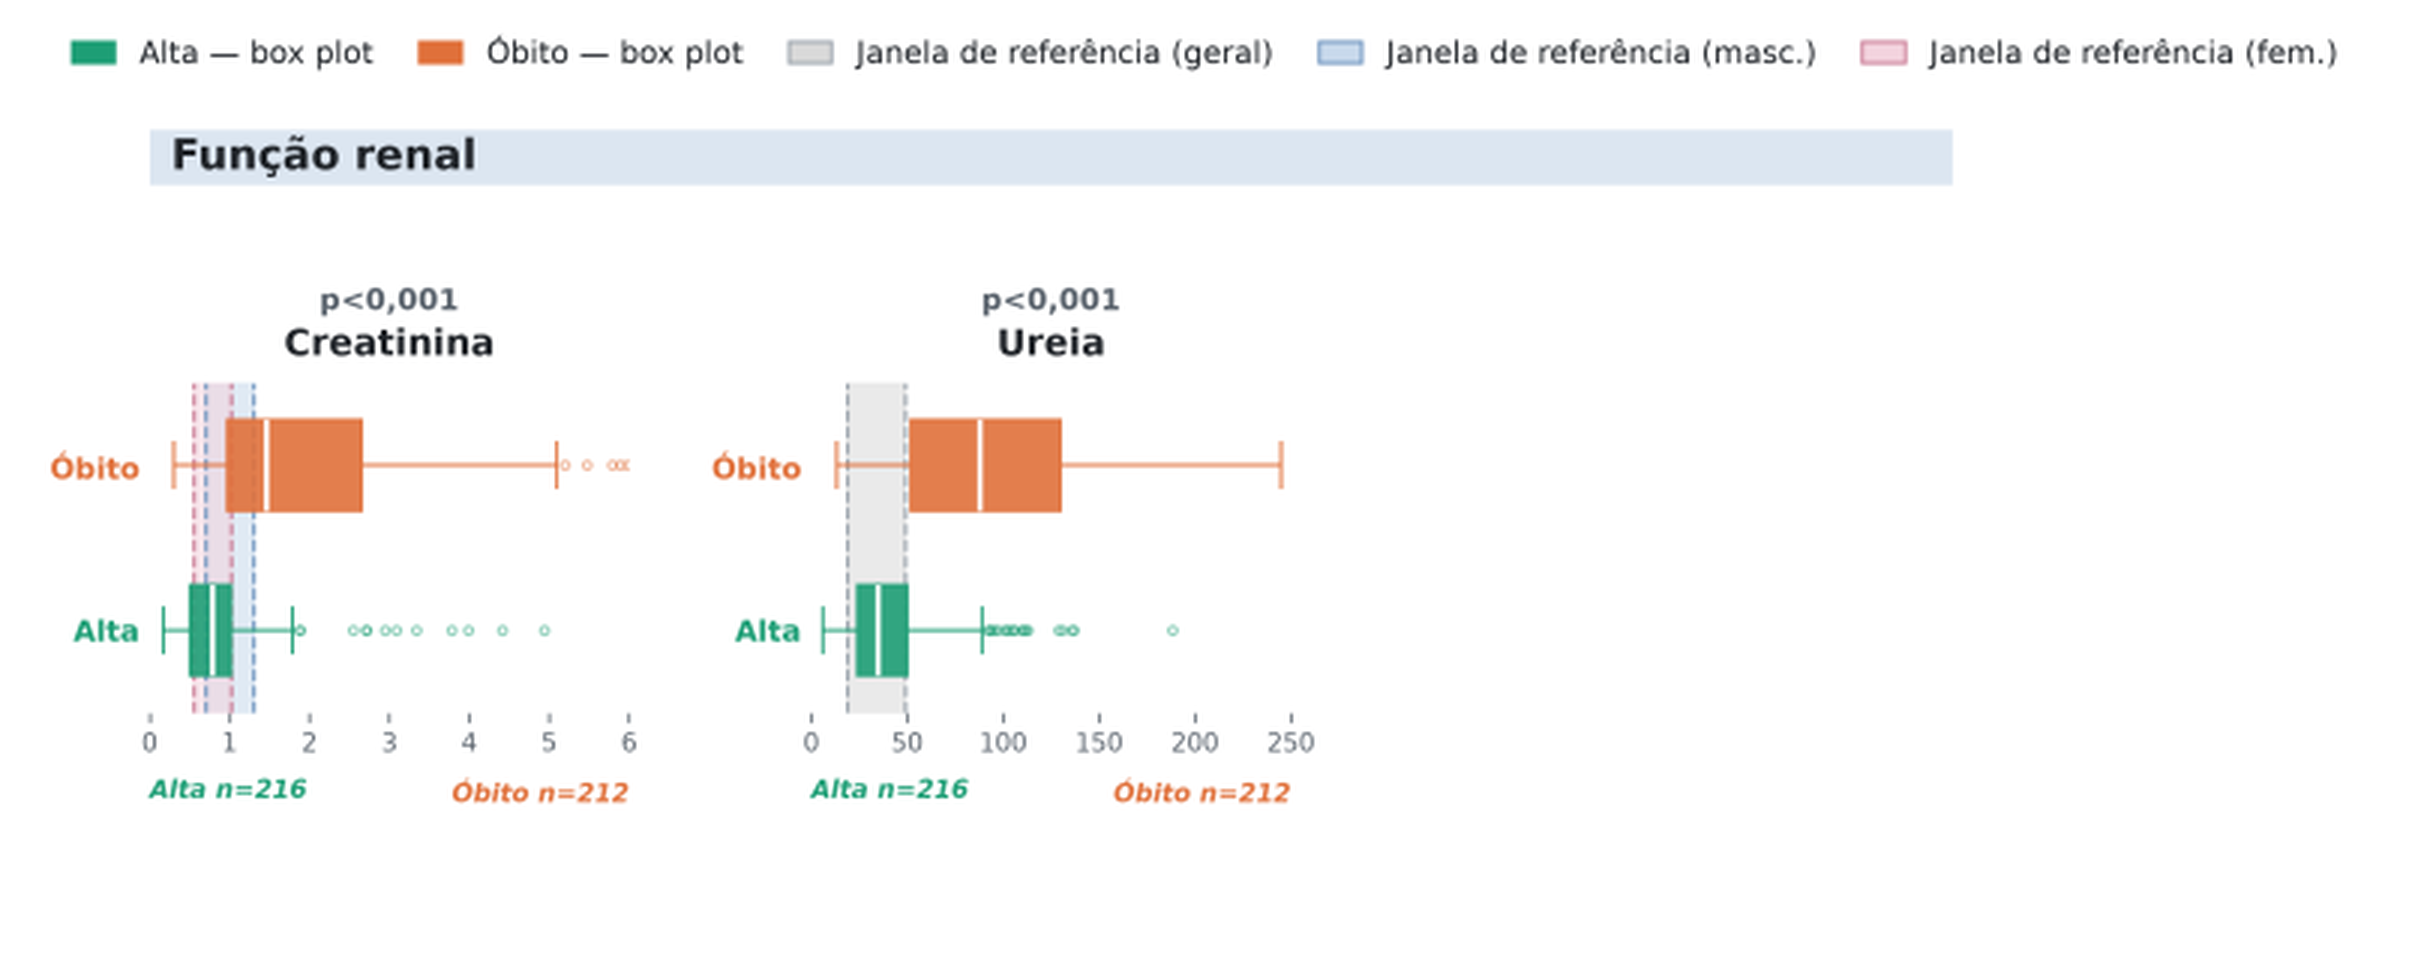 Alta — box plot Óbito — box plot Janela de referência (geral) Janela de referência (masc.) Janela de referência (fem.)
Função renal
p<0,001
Creatinina
Óbito
Alta
0 1 2 3 4 5 6
Alta n=216 Óbito n=212
p<0,001
Ureia
Óbito
Alta
0 50 100 150 200 250
Alta n=216 Óbito n=212